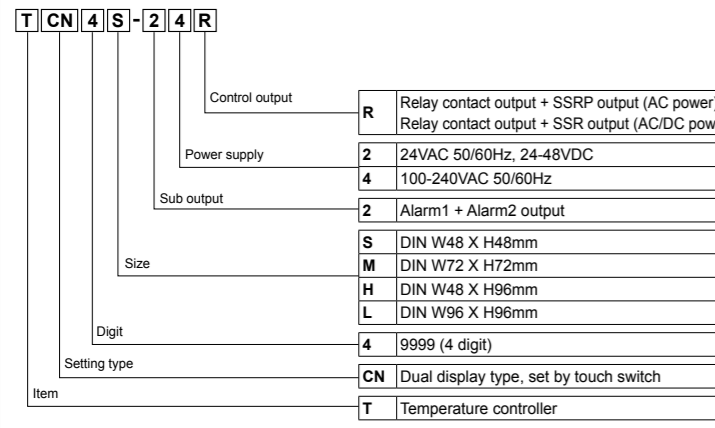 T CN 4 S - 2 4 R
Control output
R
Relay contact output + SSRP output (AC power)
Relay contact output + SSR output (AC/DC pow
Power supply
2 24VAC 50/60Hz, 24-48VDC
4 100-240VAC 50/60Hz
Sub output
2 Alarm1 + Alarm2 output
Size
S DIN W48 X H48mm
M DIN W72 X H72mm
H DIN W48 X H96mm
L DIN W96 X H96mm
Digit
4 9999 (4 digit)
Setting type
CN Dual display type, set by touch switch
Item
T Temperature controller